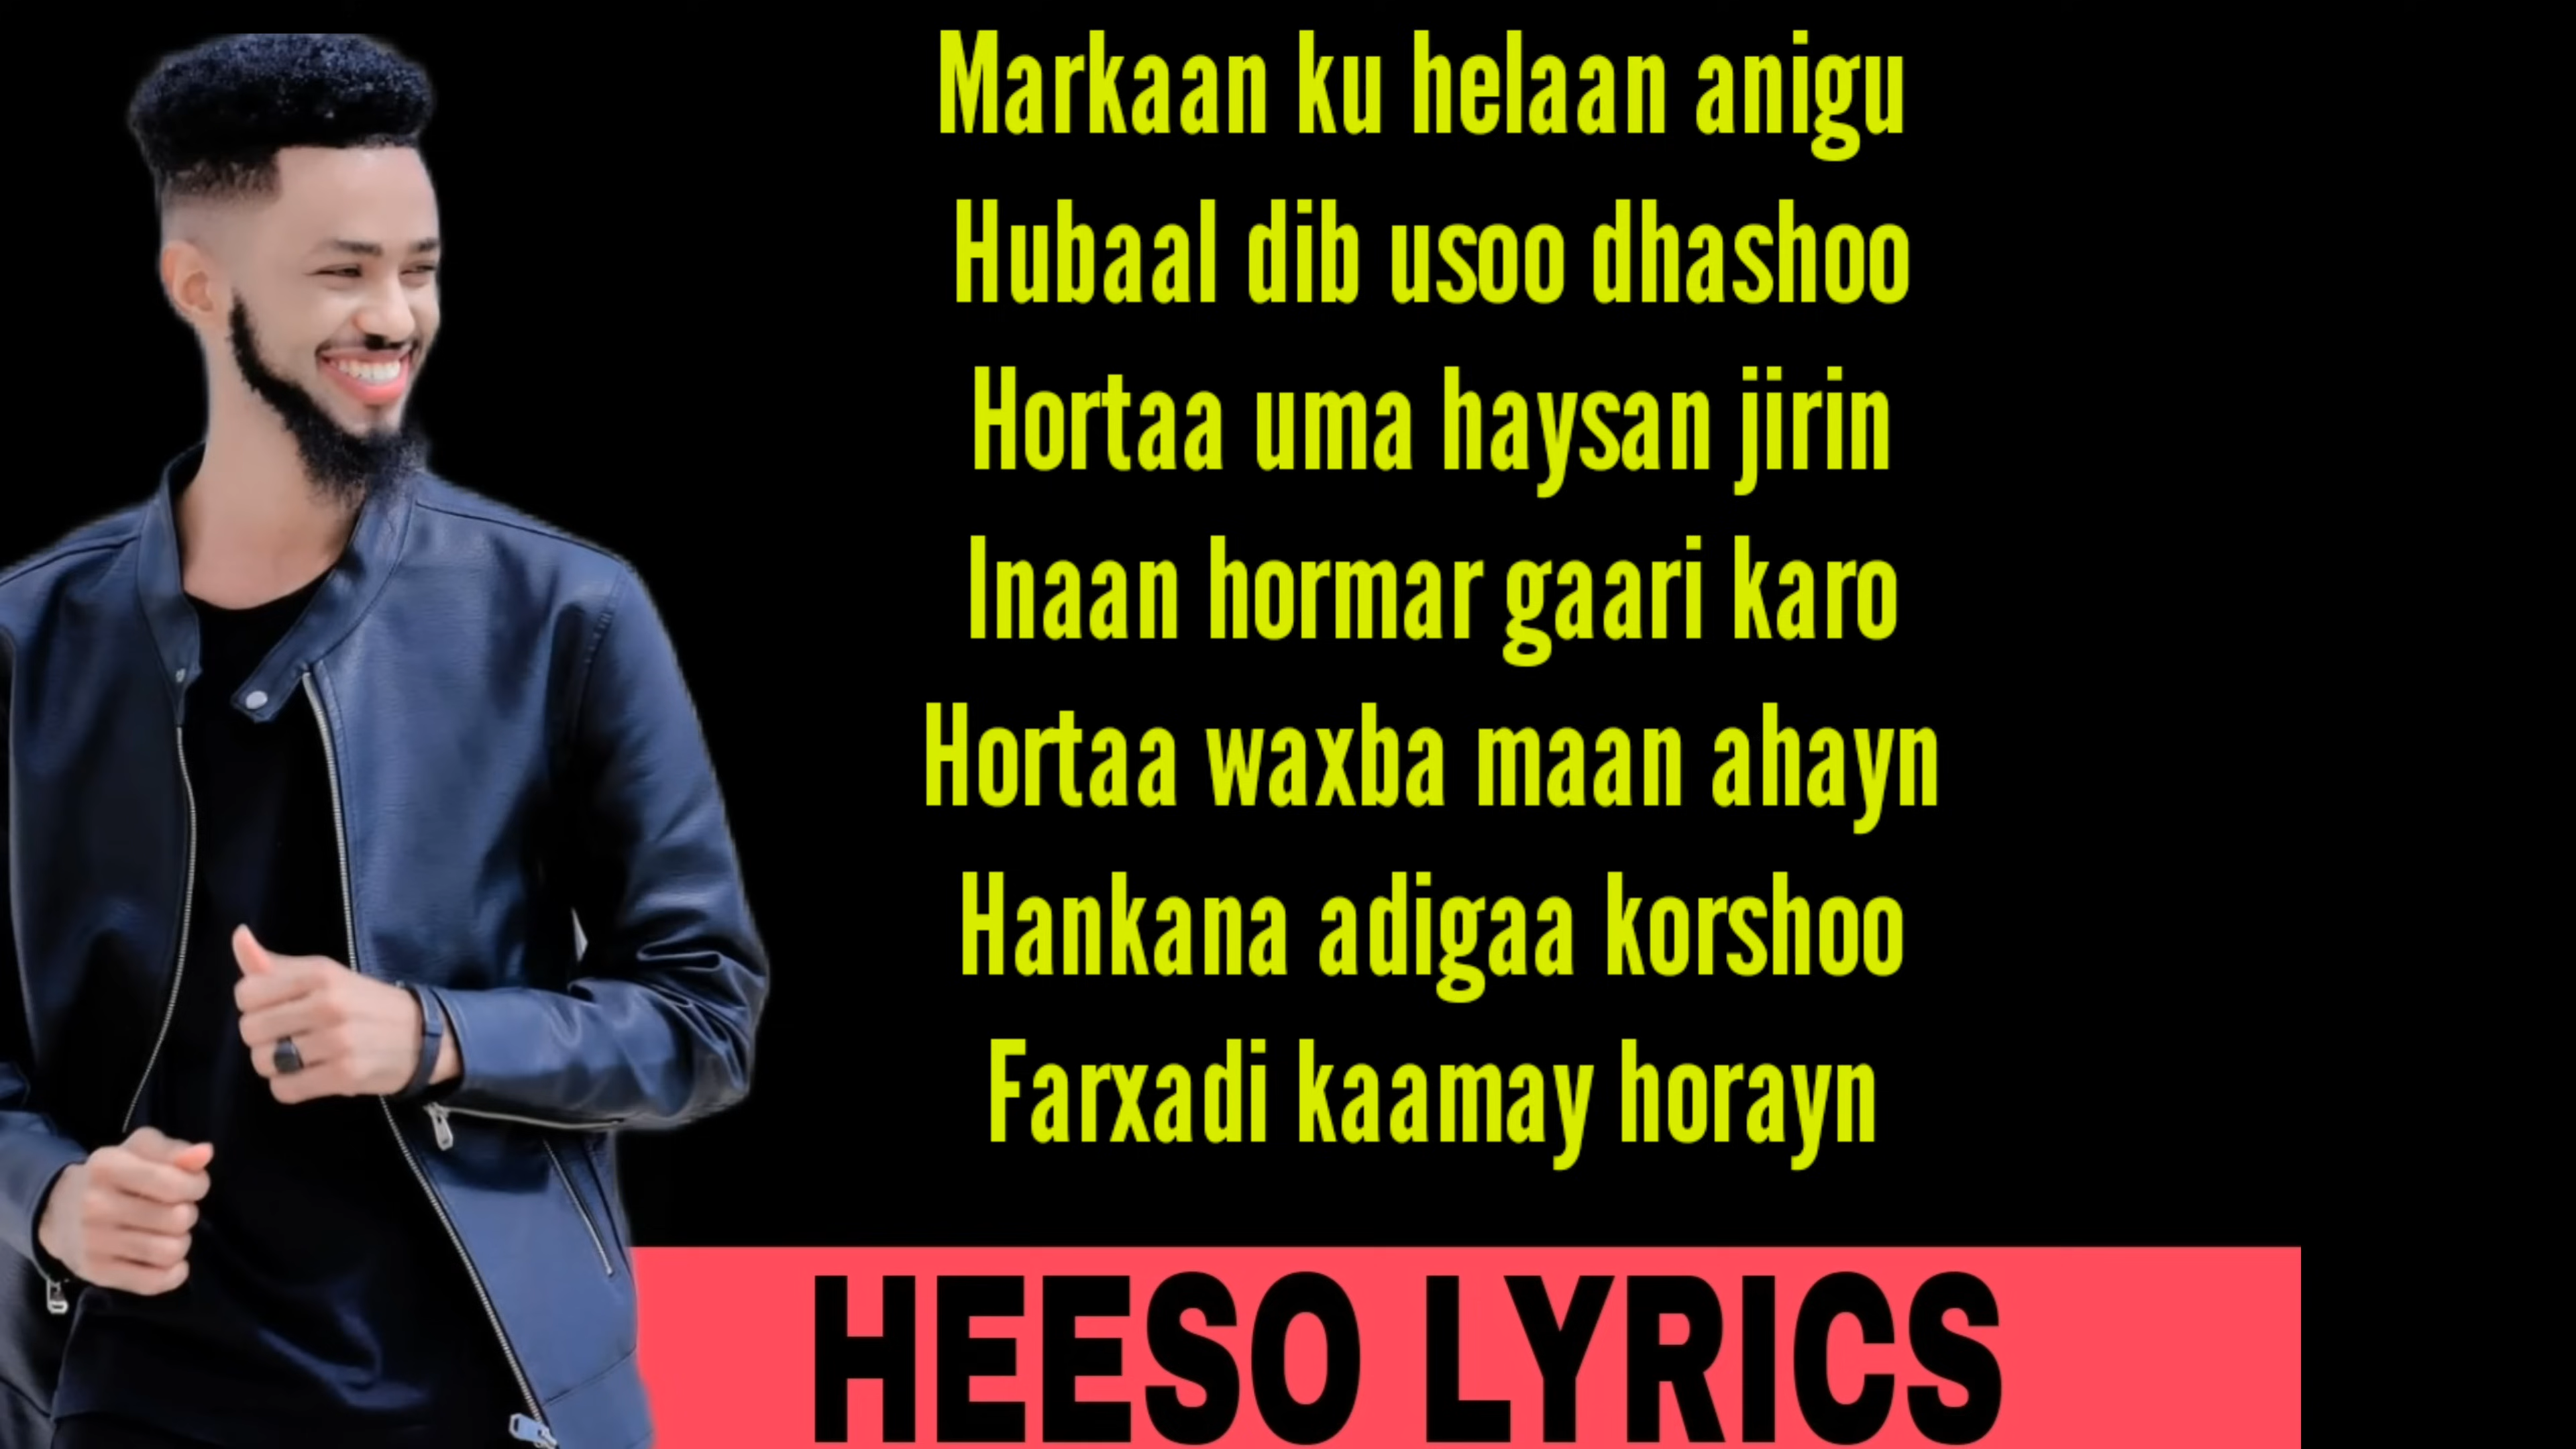 Markaan ku helaan anigu
Hubaal dib usoo dhashoo
Hortaa uma haysan jirin
Inaan hormar gaari karo
Hortaa waxba maan ahayn
Hankana adigaa korshoo
Farxadi kaamay horayn
HEESO LYRICS